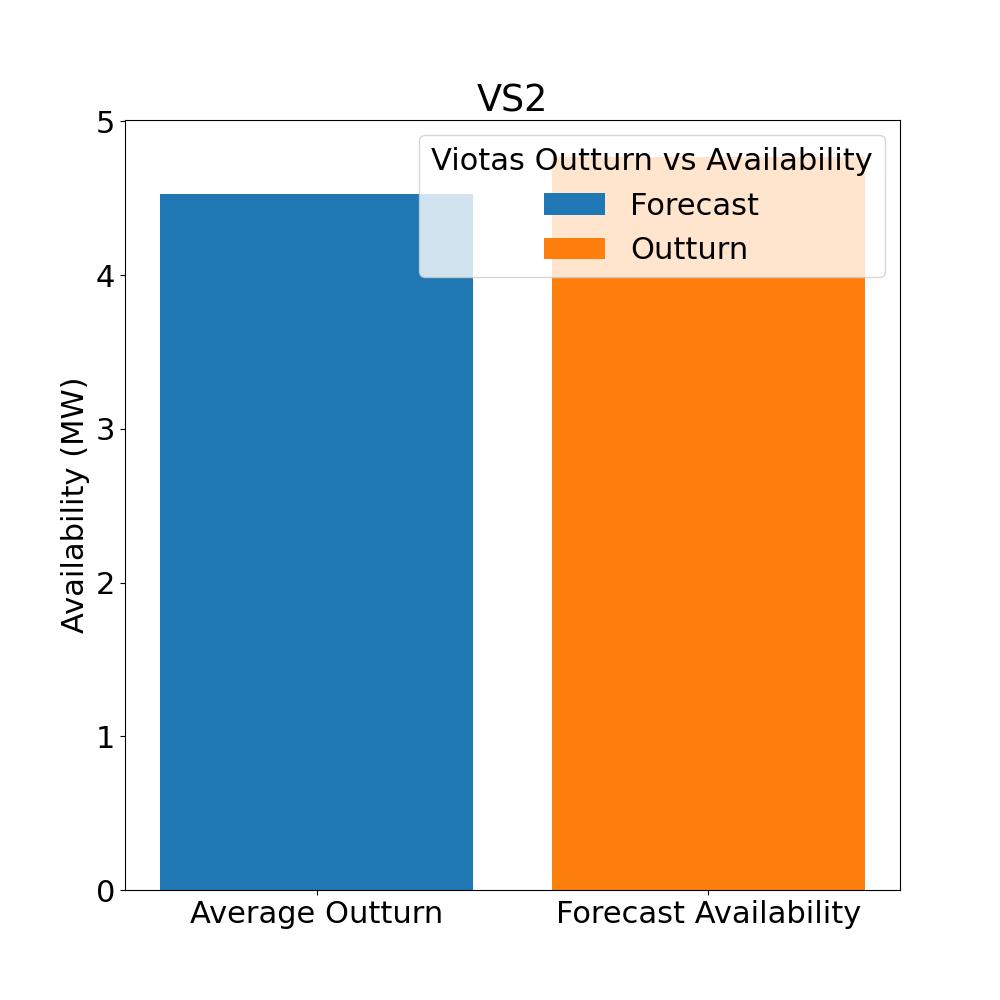 VS2
Viotas Outturn vs Availability
Forecast
Outturn
Availability (MW)
5
4
3
2
1
0
Average Outturn
Forecast Availability